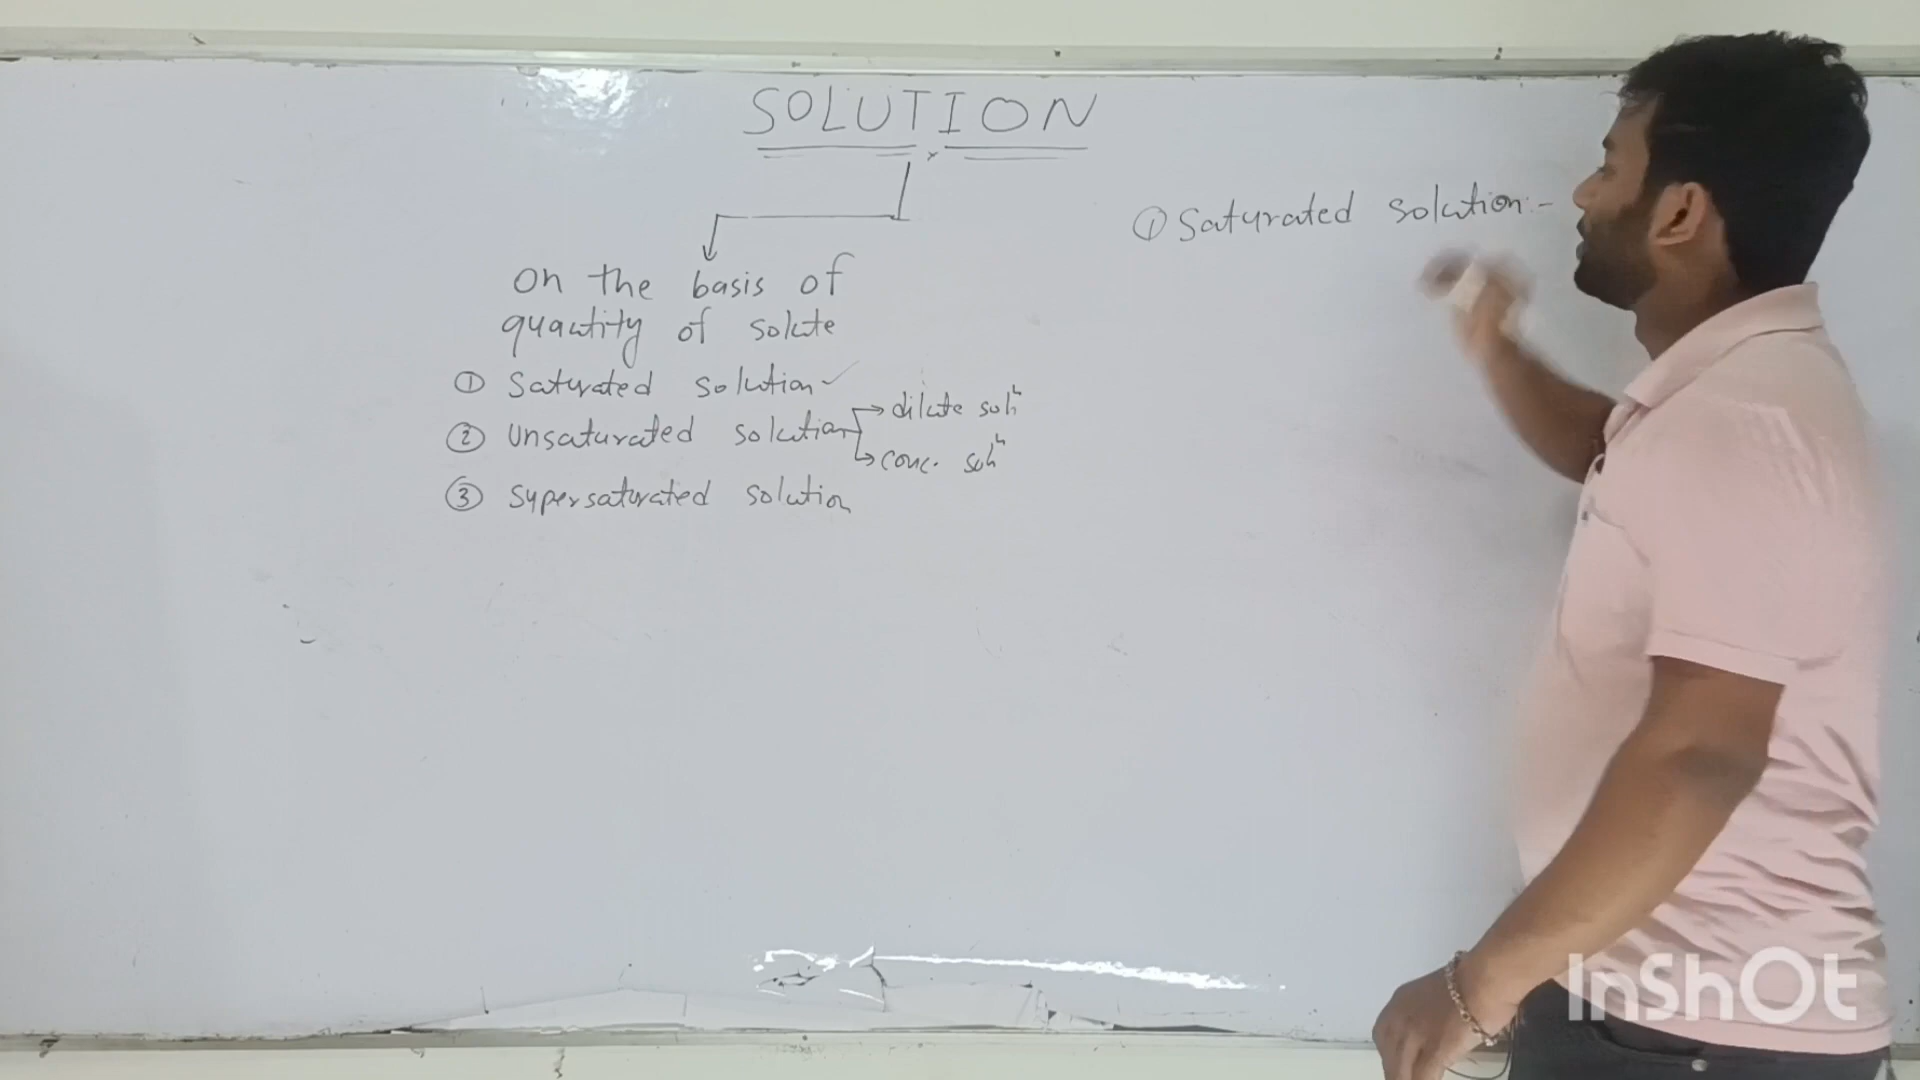 SOLUTION
On the basis of
quantity of solute
① Saturated solution ✓
② Unsaturated solution → dilute solⁿ
→ conc. solⁿ
③ Supersaturated solution
① Saturated solution:-
InShOt